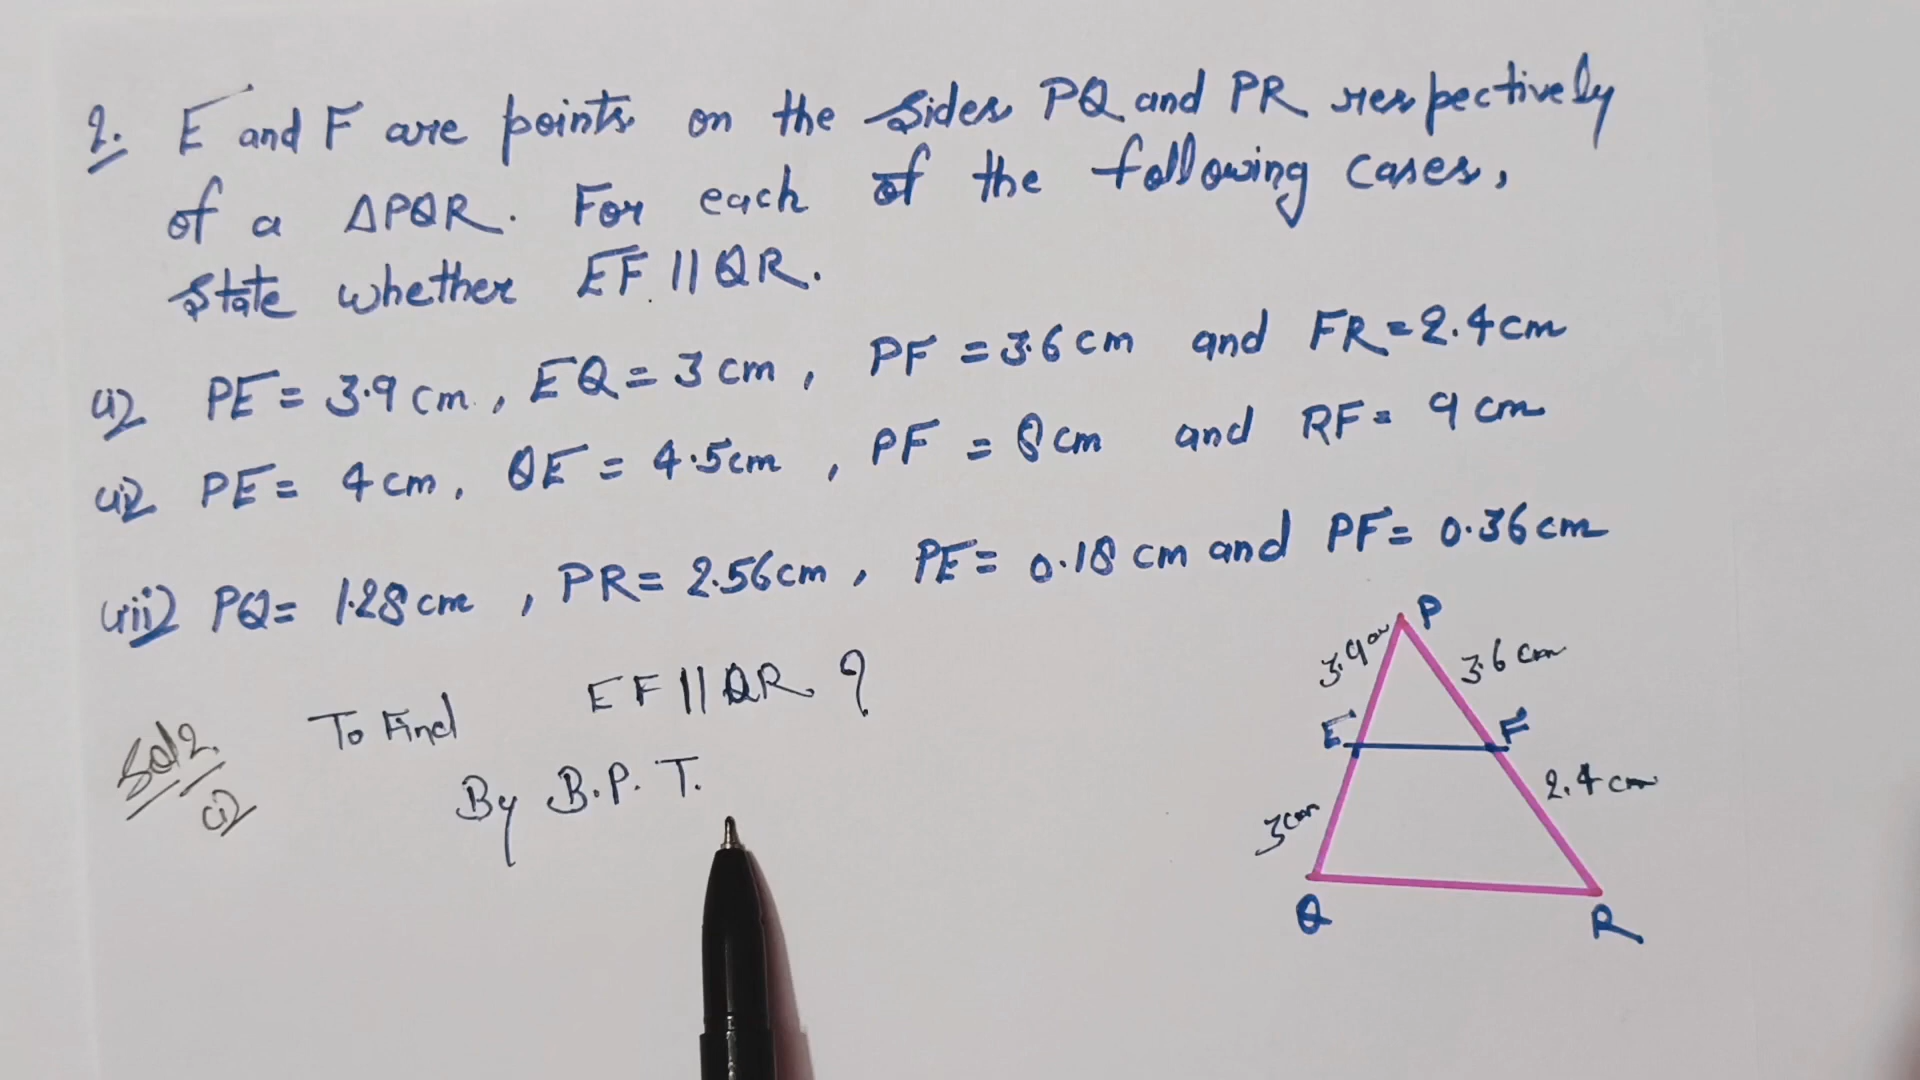 2. E and F are points on the sides PQ and PR respectively
of a ΔPQR. For each of the following cases,
state whether EF || QR.
(i) PE = 3.9 cm, EQ = 3 cm, PF = 3.6 cm and FR = 2.4 cm
(ii) PE = 4 cm, QE = 4.5 cm, PF = 8 cm and RF = 9 cm
(iii) PQ = 1.28 cm, PR = 2.56 cm, PE = 0.18 cm and PF = 0.36 cm
Sol 2. To Find EF || QR ?
(i) By B.P.T.
P
3.9 cm 3.6 cm
E F
3 cm 2.4 cm
Q R